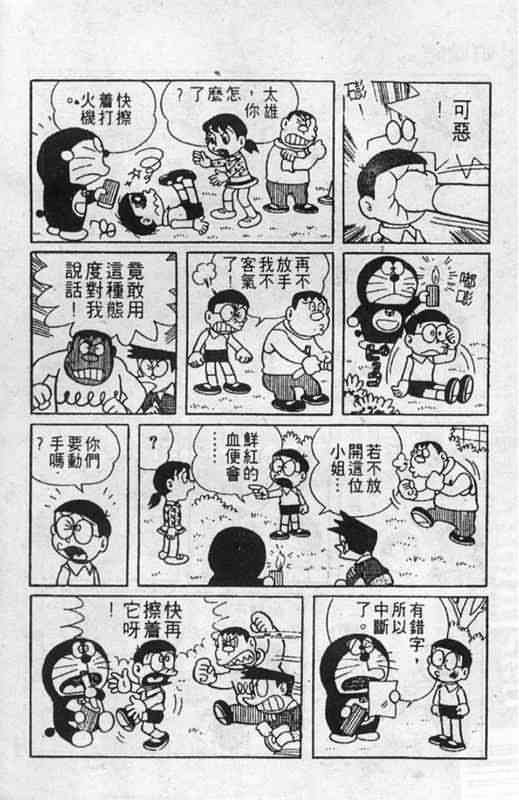 可惡
！
太雄
，你
怎
麼
了
？
快擦
着打
火機
。
再不
放手
我不
客氣
了！
竟敢用
這種態
度對我
說話！
若不放
開這位
小姐…
鮮紅的
血便會
……
？
你們
要動
手嗎
？
有錯字，
所以
中斷
了。
快再
擦着
它呀
！